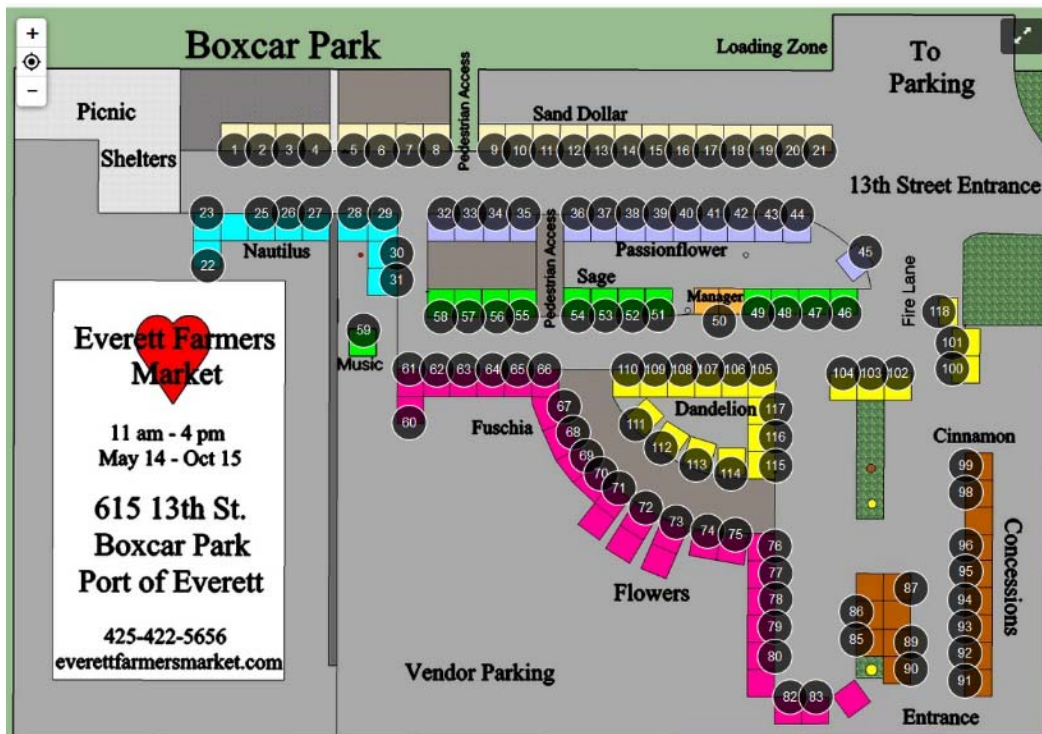 +
−
Boxcar Park
Loading Zone
To
Parking
Picnic
Shelters
Pedestrian Access
Sand Dollar
1 2 3 4 5 6 7 8 9 10 11 12 13 14 15 16 17 18 19 20 21
13th Street Entrance
23 25 26 27 28 29 32 33 34 35 36 37 38 39 40 41 42 43 44
Nautilus
Passionflower
Pedestrian Access
22 30 31 45
Sage
Manager
Fire Lane
58 57 56 55 54 53 52 51 50 49 48 47 46
118
59
Music
101
100
61 62 63 64 65 66 110 109 108 107 106 105 104 103 102
60
Fuschia
Dandelion
67 68 69 70 71 72 73 74 75
111 112 113 114
117
116
115
Cinnamon
99
98
96
95
94
93
92
91
Concessions
76
77
78
79
80
82 83
Flowers
86 87
85 89
90
Vendor Parking
Entrance
Everett Farmers
Market
11 am - 4 pm
May 14 - Oct 15
615 13th St.
Boxcar Park
Port of Everett
425-422-5656
everettfarmersmarket.com